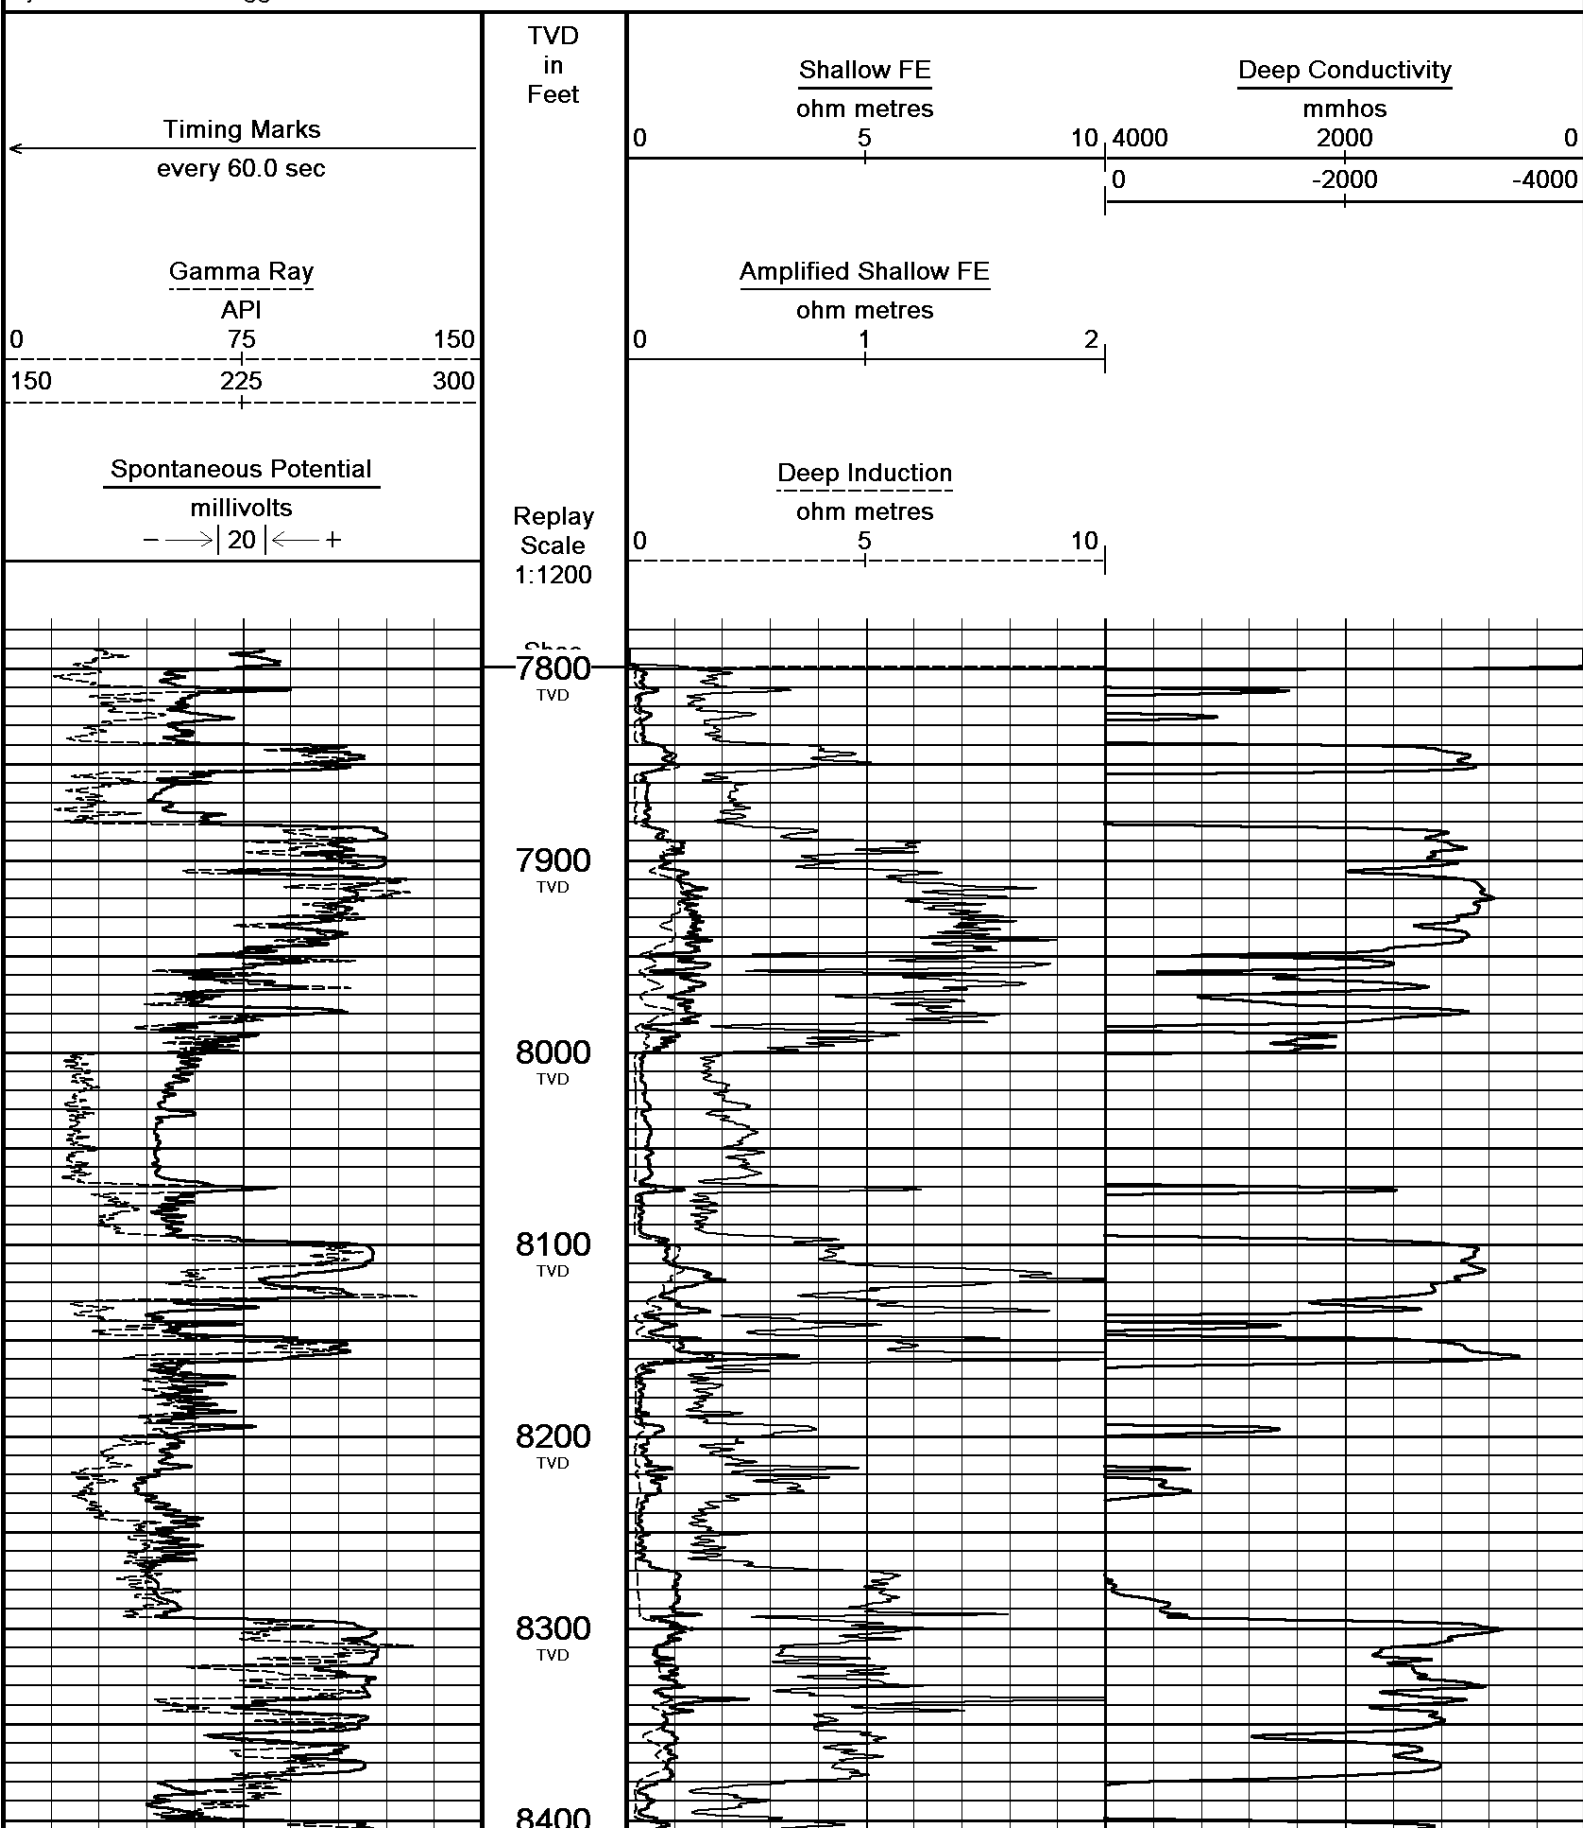 Timing Marks
every 60.0 sec
Gamma Ray
API
0 75 150
150 225 300
Spontaneous Potential
millivolts
− 20 +
TVD
in
Feet
Replay
Scale
1:1200
Shallow FE
ohm metres
0 5 10
Amplified Shallow FE
ohm metres
0 1 2
Deep Induction
ohm metres
0 5 10
Deep Conductivity
mmhos
4000 2000 0
0 -2000 -4000
7800
TVD
7900
TVD
8000
TVD
8100
TVD
8200
TVD
8300
TVD
8400